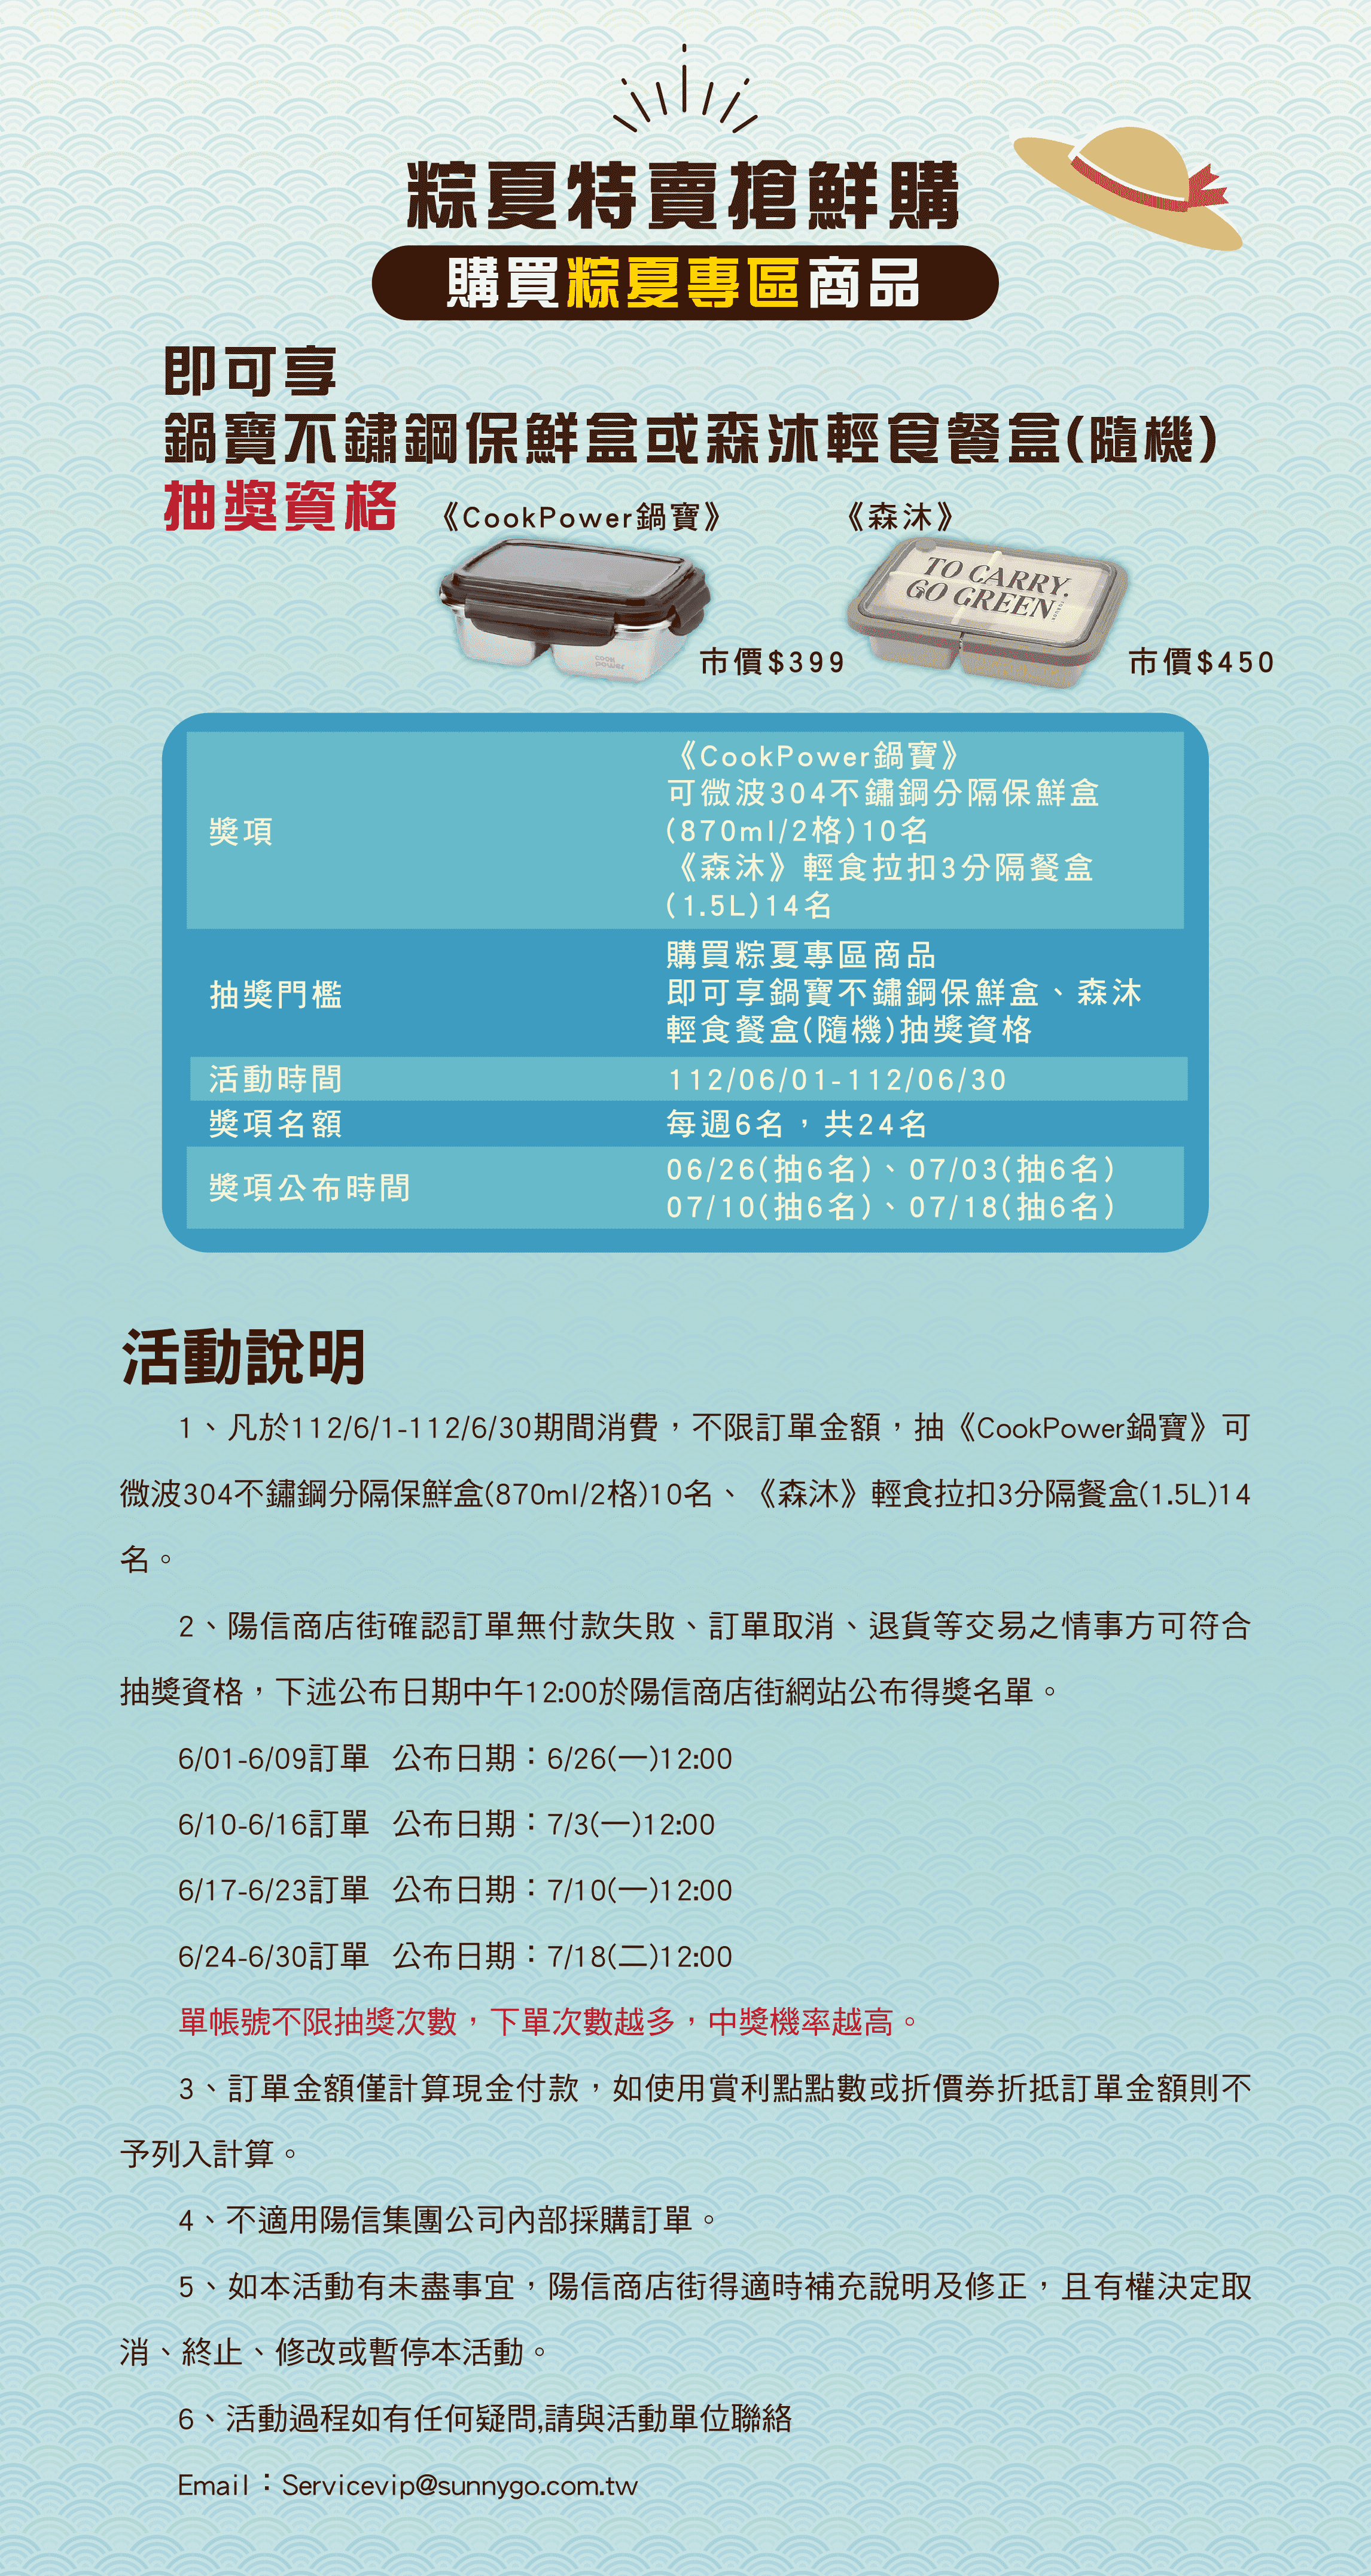 粽夏特賣搶鮮購
購買粽夏專區商品
即可享
鍋寶不鏽鋼保鮮盒或森沐輕食餐盒(隨機)
抽獎資格
《CookPower鍋寶》
《森沐》
TO CARRY.
GO GREEN
cook
power
市價$399
市價$450
獎項
《CookPower鍋寶》
可微波304不鏽鋼分隔保鮮盒
(870ml/2格)10名
《森沐》輕食拉扣3分隔餐盒
(1.5L)14名
抽獎門檻
購買粽夏專區商品
即可享鍋寶不鏽鋼保鮮盒、森沐
輕食餐盒(隨機)抽獎資格
活動時間
112/06/01-112/06/30
獎項名額
每週6名，共24名
獎項公布時間
06/26(抽6名)、07/03(抽6名)
07/10(抽6名)、07/18(抽6名)
活動說明
1、凡於112/6/1-112/6/30期間消費，不限訂單金額，抽《CookPower鍋寶》可
微波304不鏽鋼分隔保鮮盒(870ml/2格)10名、《森沐》輕食拉扣3分隔餐盒(1.5L)14
名。
2、陽信商店街確認訂單無付款失敗、訂單取消、退貨等交易之情事方可符合
抽獎資格，下述公布日期中午12:00於陽信商店街網站公布得獎名單。
6/01-6/09訂單 公布日期：6/26(一)12:00
6/10-6/16訂單 公布日期：7/3(一)12:00
6/17-6/23訂單 公布日期：7/10(一)12:00
6/24-6/30訂單 公布日期：7/18(二)12:00
單帳號不限抽獎次數，下單次數越多，中獎機率越高。
3、訂單金額僅計算現金付款，如使用賞利點點數或折價券折抵訂單金額則不
予列入計算。
4、不適用陽信集團公司內部採購訂單。
5、如本活動有未盡事宜，陽信商店街得適時補充說明及修正，且有權決定取
消、終止、修改或暫停本活動。
6、活動過程如有任何疑問,請與活動單位聯絡
Email：Servicevip@sunnygo.com.tw